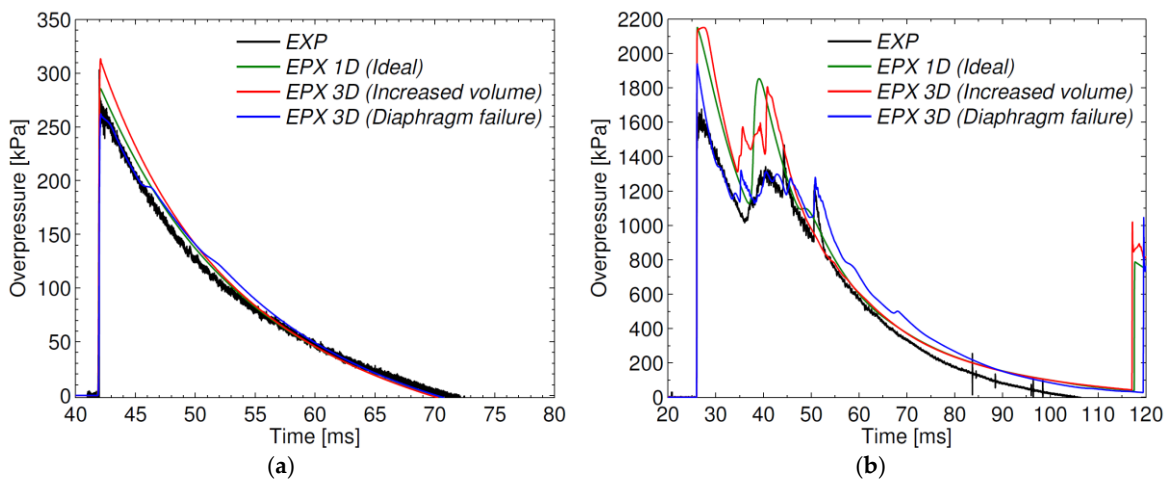 350
300
250
200
150
100
50
0
Overpressure [kPa]
EXP
EPX 1D (Ideal)
EPX 3D (Increased volume)
EPX 3D (Diaphragm failure)
40 45 50 55 60 65 70 75 80
Time [ms]
(a)
2200
2000
1800
1600
1400
1200
1000
800
600
400
200
0
Overpressure [kPa]
EXP
EPX 1D (Ideal)
EPX 3D (Increased volume)
EPX 3D (Diaphragm failure)
20 30 40 50 60 70 80 90 100 110 120
Time [ms]
(b)